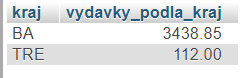 kraj vydavky_podla_kraj
BA 3438.85
TRE 112.00